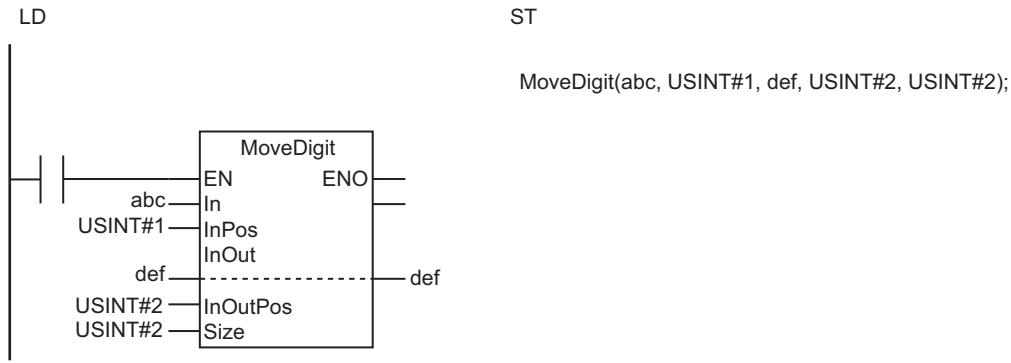 LD
ST
MoveDigit(abc, USINT#1, def, USINT#2, USINT#2);
MoveDigit
EN ENO
abc In
USINT#1 InPos
InOut
def def
USINT#2 InOutPos
USINT#2 Size